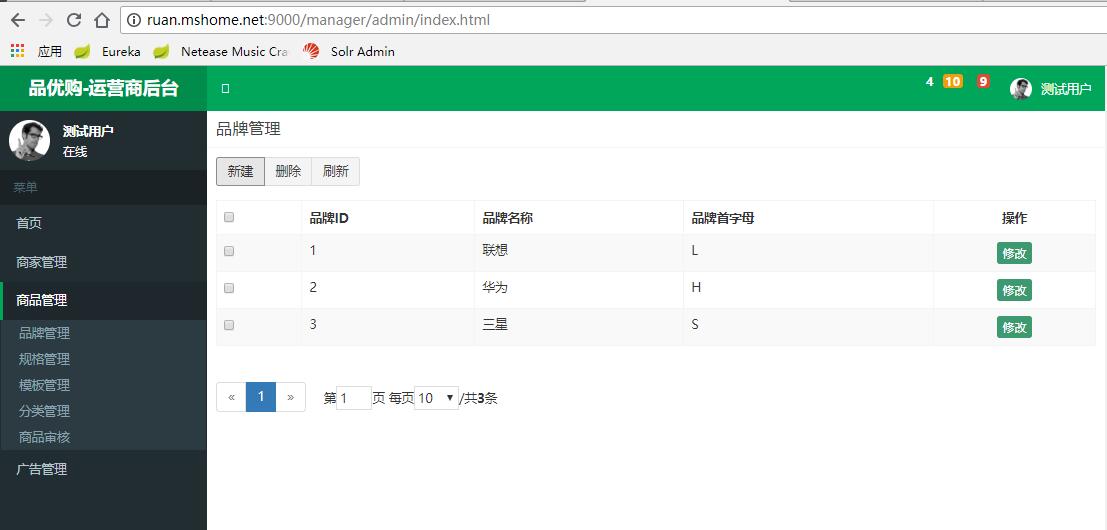 ruan.mshome.net:9000/manager/admin/index.html
应用 Eureka Netease Music Cra Solr Admin
品优购-运营商后台 4 10 9 测试用户
测试用户
在线
菜单
首页
商家管理
商品管理
品牌管理
规格管理
模板管理
分类管理
商品审核
广告管理
品牌管理
新建 删除 刷新
品牌ID 品牌名称 品牌首字母 操作
1 联想 L 修改
2 华为 H 修改
3 三星 S 修改
« 1 » 第 1 页 每页 10 /共3条